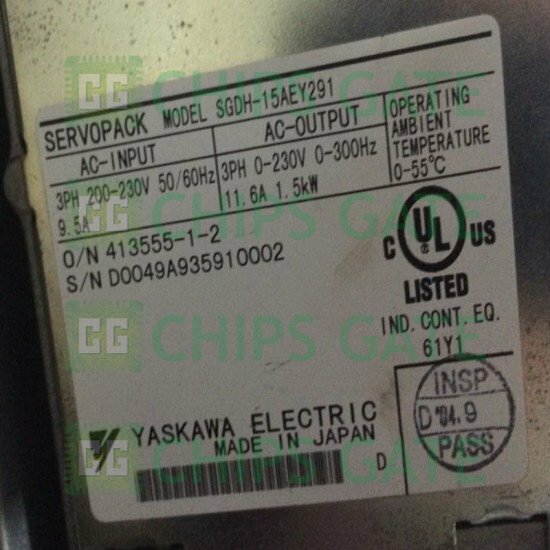 SERVOPACK MODEL SGDH-15AEY291
AC-INPUT
3PH 200-230V 50/60Hz
9.5A
AC-OUTPUT
3PH 0-230V 0-300Hz
11.6A 1.5kW
OPERATING
AMBIENT
TEMPERATURE
0-55°C
O/N 413555-1-2
S/N D0049A935910002
C UL US
LISTED
IND. CONT. EQ.
61Y1
INSP
D '04.9
PASS
YASKAWA ELECTRIC
MADE IN JAPAN
D
CG CHIPS GATE
CG CHIPS GATE
CG CHIPS GATE
CG CHIPS GATE